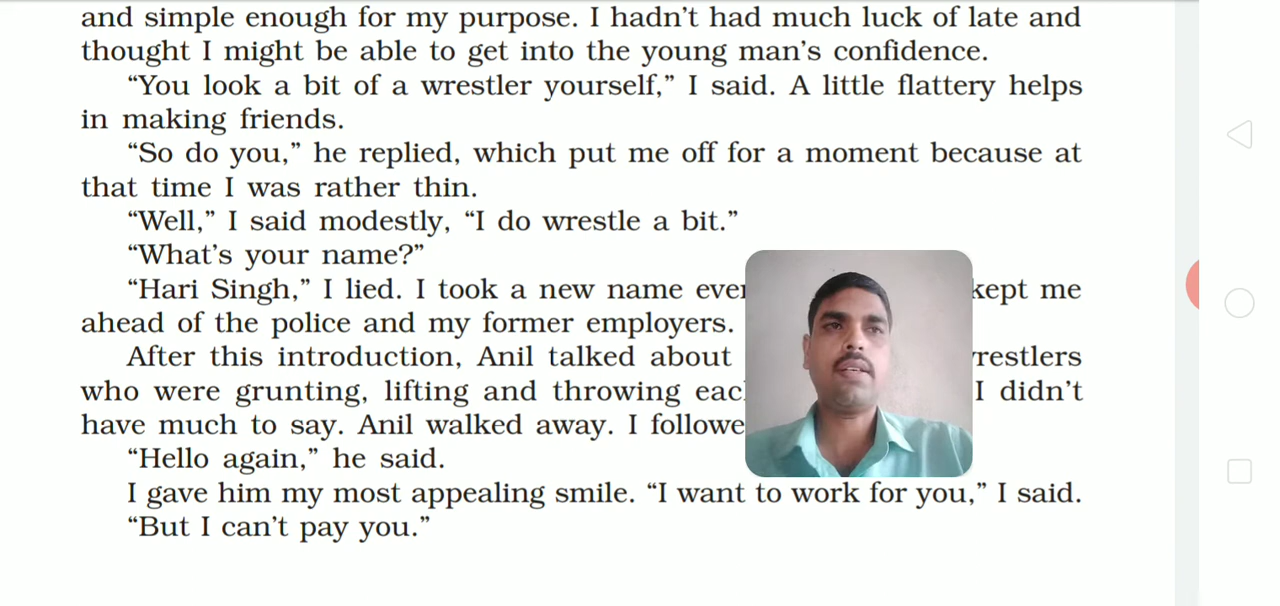 and simple enough for my purpose. I hadn’t had much luck of late and
thought I might be able to get into the young man’s confidence.
“You look a bit of a wrestler yourself,” I said. A little flattery helps
in making friends.
“So do you,” he replied, which put me off for a moment because at
that time I was rather thin.
“Well,” I said modestly, “I do wrestle a bit.”
“What’s your name?”
“Hari Singh,” I lied. I took a new name kept me
ahead of the police and my former employers.
After this introduction, Anil talked about
who were grunting, lifting and throwing I didn’t
have much to say. Anil walked away. I
“Hello again,” he said.
I gave him my most appealing smile. “I want to work for you,” I said.
“But I can’t pay you.”